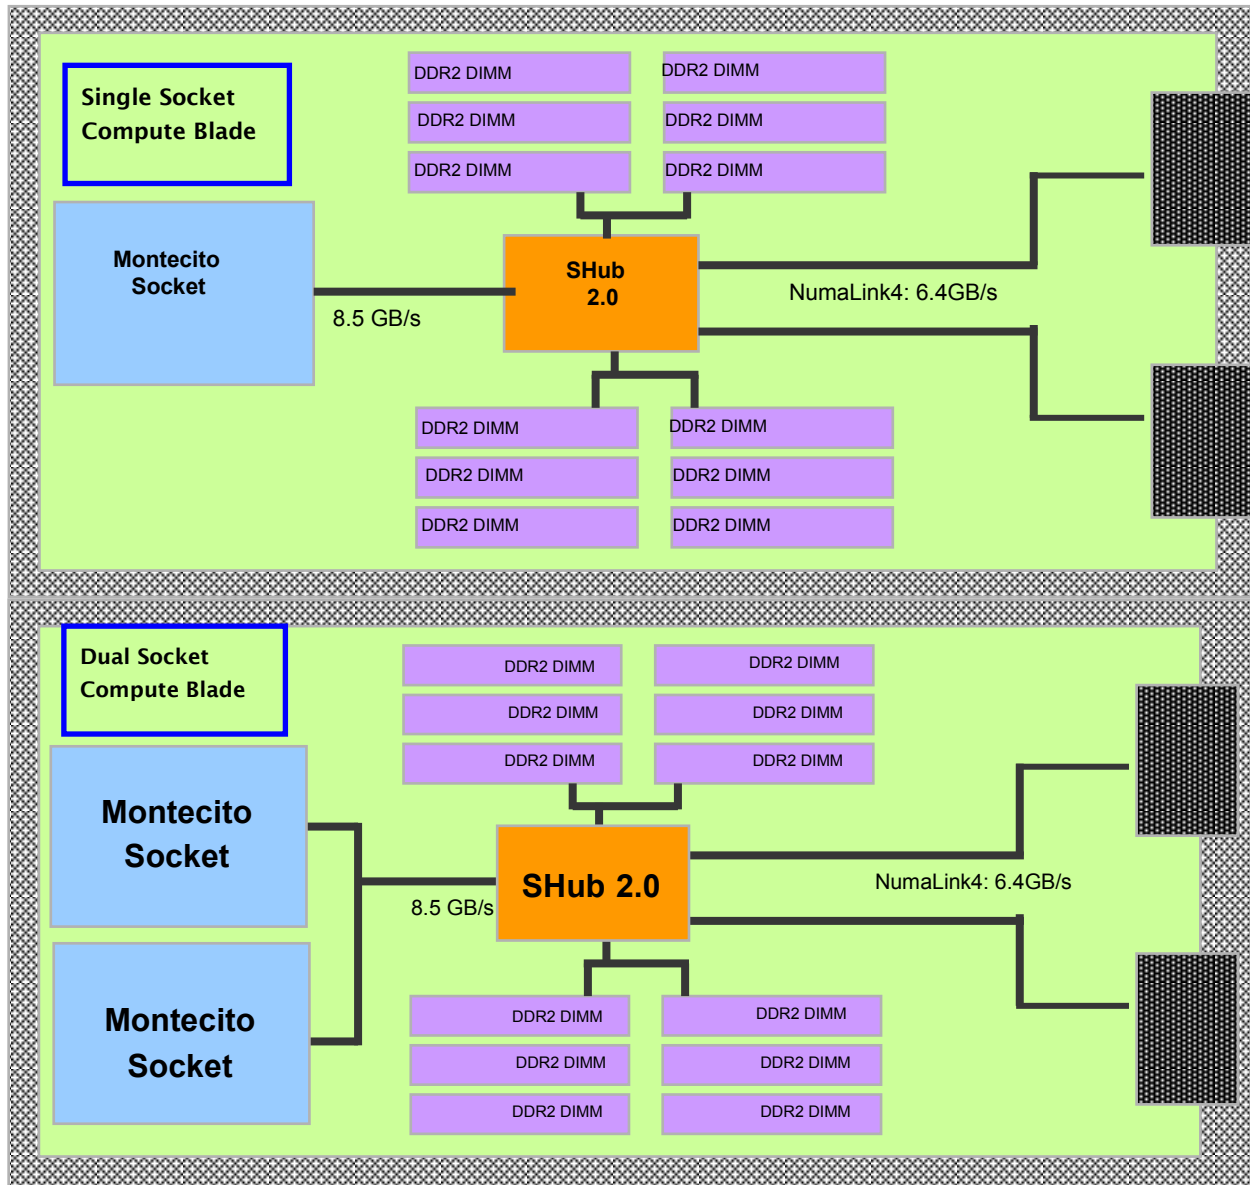 Single Socket
Compute Blade
DDR2 DIMM
DDR2 DIMM
DDR2 DIMM
DDR2 DIMM
DDR2 DIMM
DDR2 DIMM
Montecito
Socket
8.5 GB/s
SHub
2.0
NumaLink4: 6.4GB/s
DDR2 DIMM
DDR2 DIMM
DDR2 DIMM
DDR2 DIMM
DDR2 DIMM
DDR2 DIMM
Dual Socket
Compute Blade
DDR2 DIMM
DDR2 DIMM
DDR2 DIMM
DDR2 DIMM
DDR2 DIMM
DDR2 DIMM
Montecito
Socket
8.5 GB/s
SHub 2.0
NumaLink4: 6.4GB/s
Montecito
Socket
DDR2 DIMM
DDR2 DIMM
DDR2 DIMM
DDR2 DIMM
DDR2 DIMM
DDR2 DIMM